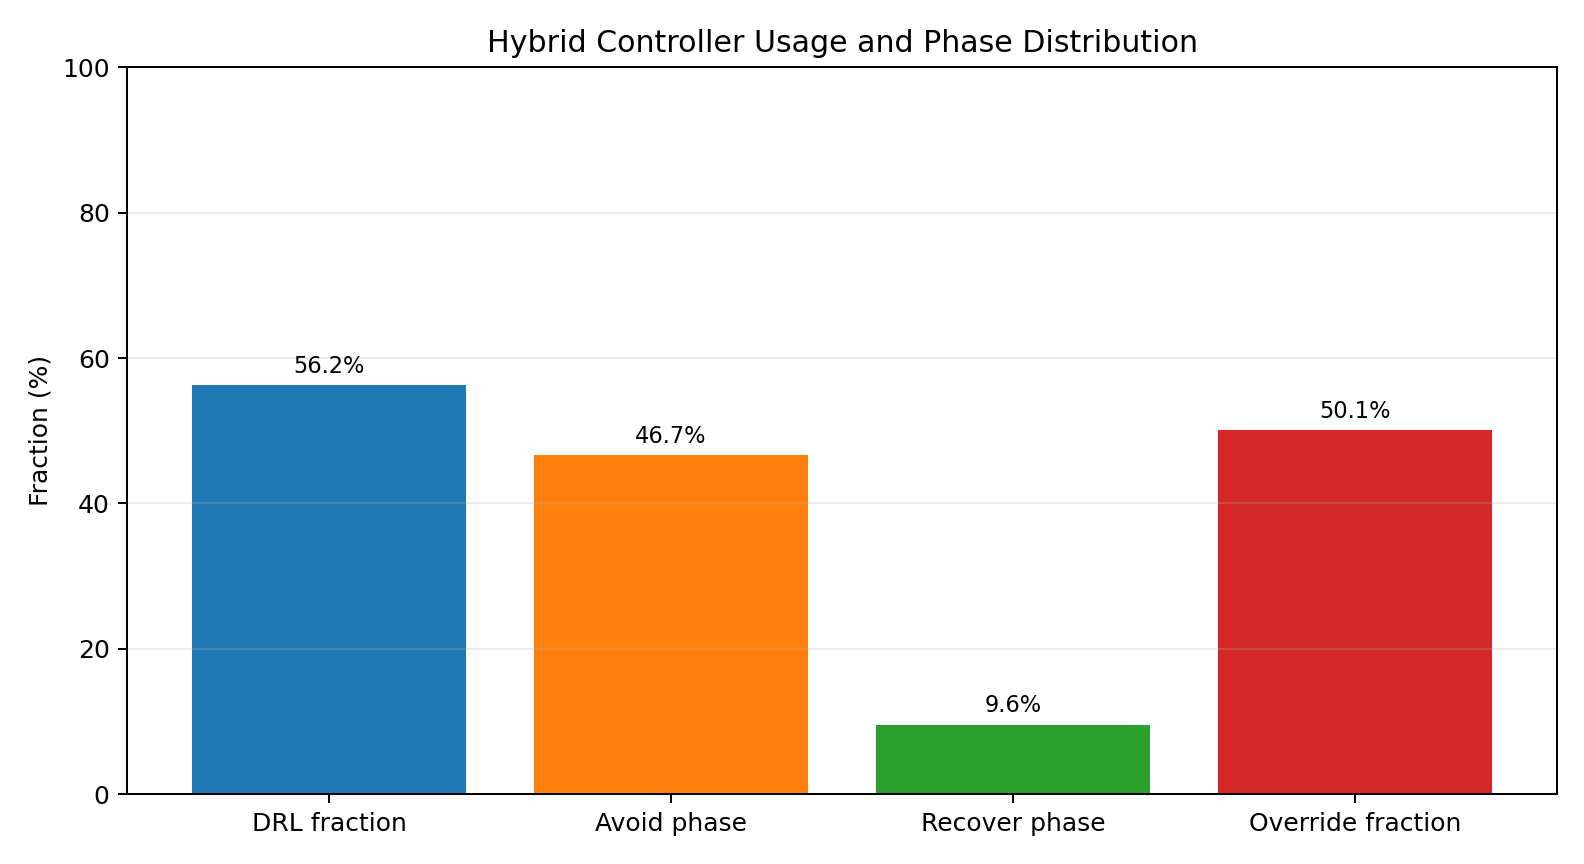 Hybrid Controller Usage and Phase Distribution
Fraction (%)
100
80
60
40
20
0
56.2%
46.7%
9.6%
50.1%
DRL fraction
Avoid phase
Recover phase
Override fraction